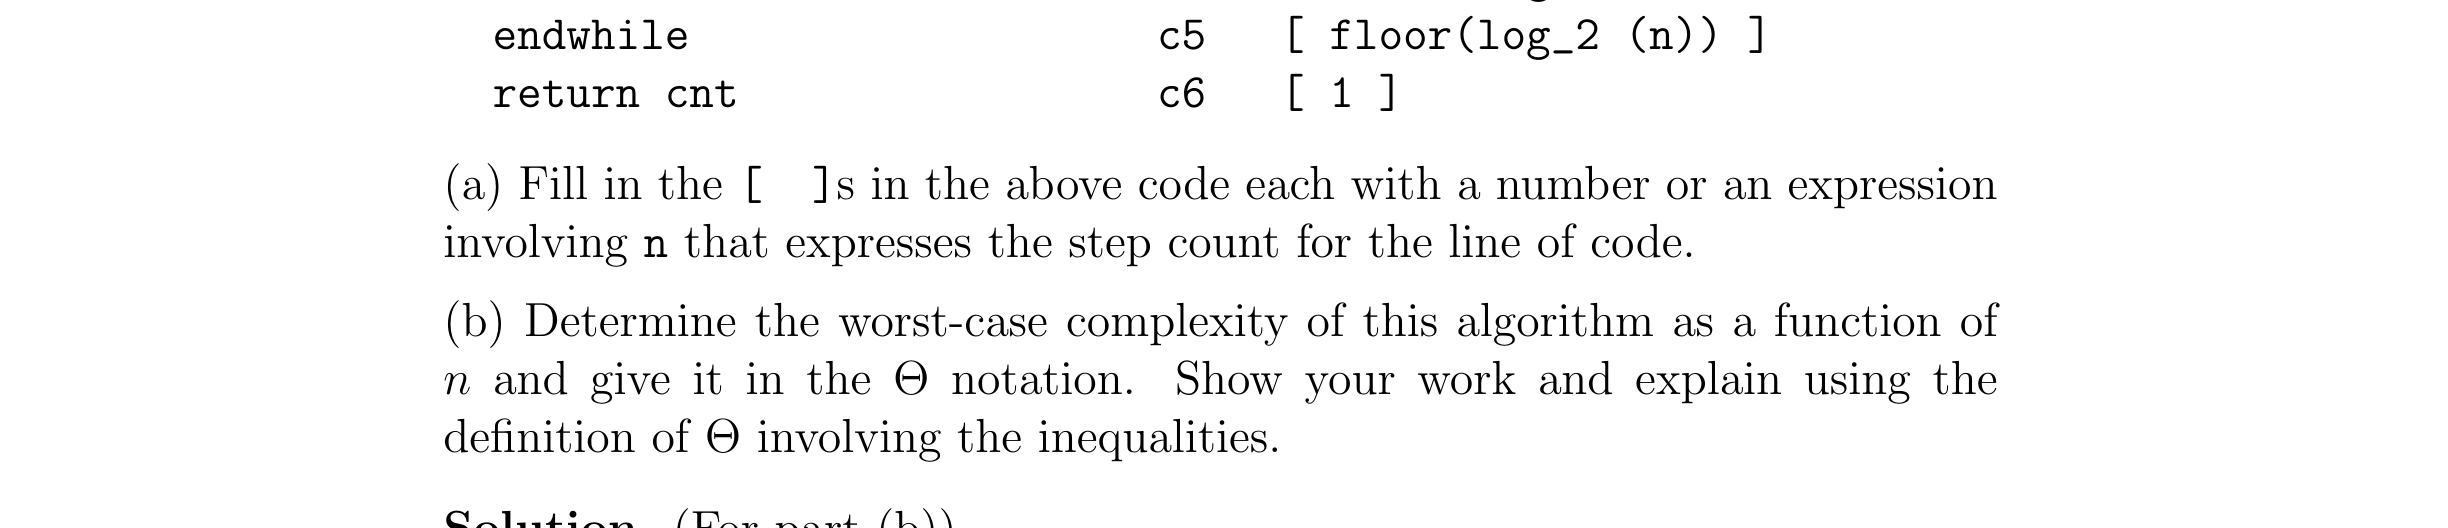 endwhile c5 [ floor(log_2 (n)) ]
return cnt c6 [ 1 ]
(a) Fill in the [ ]s in the above code each with a number or an expression
involving n that expresses the step count for the line of code.
(b) Determine the worst-case complexity of this algorithm as a function of
n and give it in the Θ notation. Show your work and explain using the
definition of Θ involving the inequalities.
Solution (For part (b))